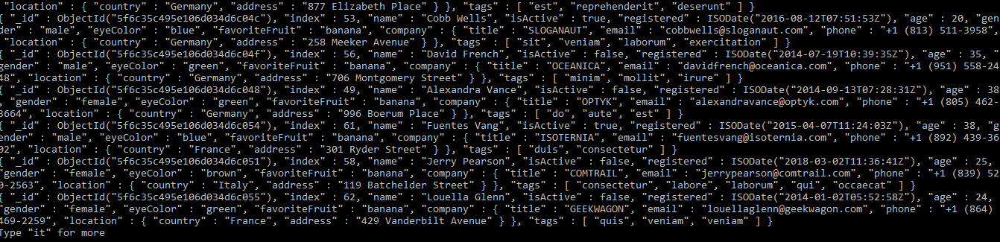 "location" : { "country" : "Germany", "address" : "877 Elizabeth Place" } }, "tags" : [ "est", "reprehenderit", "deserunt" ] }
{ "_id" : ObjectId("5f6c35c495e106d034d6c04c"), "index" : 53, "name" : "Cobb Wells", "isActive" : true, "registered" : ISODate("2016-08-12T07:51:53Z"), "age" : 20, "gen
der" : "male", "eyeColor" : "blue", "favoriteFruit" : "banana", "company" : { "title" : "SLOGANAUT", "email" : "cobbwells@sloganaut.com", "phone" : "+1 (813) 511-3958",
"location" : { "country" : "Germany", "address" : "258 Meeker Avenue" } }, "tags" : [ "sit", "veniam", "laborum", "exercitation" ] }
{ "_id" : ObjectId("5f6c35c495e106d034d6c04f"), "index" : 56, "name" : "David French", "isActive" : false, "registered" : ISODate("2014-07-19T10:39:35Z"), "age" : 35, "
gender" : "male", "eyeColor" : "green", "favoriteFruit" : "banana", "company" : { "title" : "OCEANICA", "email" : "davidfrench@oceanica.com", "phone" : "+1 (951) 558-24
48", "location" : { "country" : "Germany", "address" : "706 Montgomery Street" } }, "tags" : [ "minim", "mollit", "irure" ] }
{ "_id" : ObjectId("5f6c35c495e106d034d6c048"), "index" : 49, "name" : "Alexandra Vance", "isActive" : false, "registered" : ISODate("2014-09-13T07:28:31Z"), "age" : 38
, "gender" : "female", "eyeColor" : "green", "favoriteFruit" : "banana", "company" : { "title" : "OPTYK", "email" : "alexandravance@optyk.com", "phone" : "+1 (805) 462-
3664", "location" : { "country" : "Germany", "address" : "996 Boerum Place" } }, "tags" : [ "do", "aute", "est" ] }
{ "_id" : ObjectId("5f6c35c495e106d034d6c054"), "index" : 61, "name" : "Fuentes Vang", "isActive" : true, "registered" : ISODate("2015-04-07T11:24:03Z"), "age" : 38, "g
ender" : "male", "eyeColor" : "blue", "favoriteFruit" : "banana", "company" : { "title" : "ISOTERNIA", "email" : "fuentesvang@isoternia.com", "phone" : "+1 (892) 439-36
02", "location" : { "country" : "France", "address" : "301 Ryder Street" } }, "tags" : [ "duis", "consectetur" ] }
{ "_id" : ObjectId("5f6c35c495e106d034d6c051"), "index" : 58, "name" : "Jerry Pearson", "isActive" : false, "registered" : ISODate("2018-03-02T11:36:41Z"), "age" : 25,
"gender" : "female", "eyeColor" : "brown", "favoriteFruit" : "banana", "company" : { "title" : "COMTRAIL", "email" : "jerrypearson@comtrail.com", "phone" : "+1 (839) 52
9-2563", "location" : { "country" : "Italy", "address" : "119 Batchelder Street" } }, "tags" : [ "consectetur", "labore", "laborum", "qui", "occaecat" ] }
{ "_id" : ObjectId("5f6c35c495e106d034d6c055"), "index" : 62, "name" : "Louella Glenn", "isActive" : false, "registered" : ISODate("2014-01-02T05:52:58Z"), "age" : 24,
"gender" : "female", "eyeColor" : "green", "favoriteFruit" : "banana", "company" : { "title" : "GEEKWAGON", "email" : "louellaglenn@geekwagon.com", "phone" : "+1 (864)
469-2259", "location" : { "country" : "France", "address" : "429 Vanderbilt Avenue" } }, "tags" : [ "quis", "veniam", "veniam" ] }
Type "it" for more